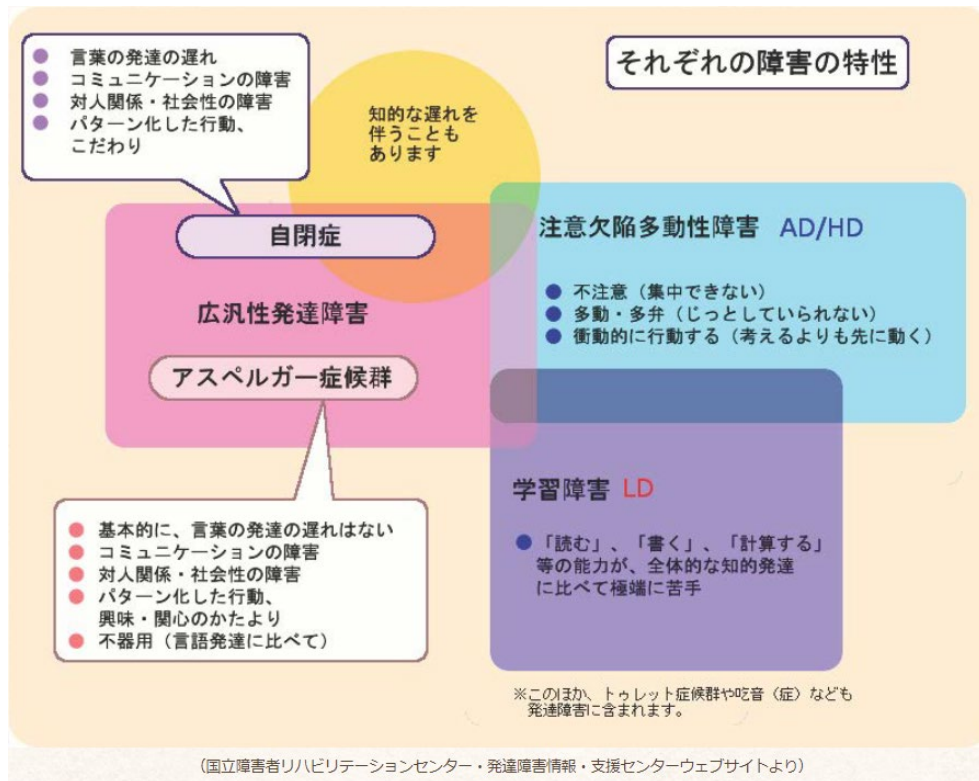 それぞれの障害の特性
● 言葉の発達の遅れ
● コミュニケーションの障害
● 対人関係・社会性の障害
● パターン化した行動、
こだわり
知的な遅れを
伴うことも
あります
自閉症
広汎性発達障害
アスペルガー症候群
注意欠陥多動性障害 AD/HD
● 不注意（集中できない）
● 多動・多弁（じっとしていられない）
● 衝動的に行動する（考えるよりも先に動く）
● 基本的に、言葉の発達の遅れはない
● コミュニケーションの障害
● 対人関係・社会性の障害
● パターン化した行動、
興味・関心のかたより
● 不器用（言語発達に比べて）
学習障害 LD
● 「読む」、「書く」、「計算する」
等の能力が、全体的な知的発達
に比べて極端に苦手
※このほか、トゥレット症候群や吃音（症）なども
発達障害に含まれます。
（国立障害者リハビリテーションセンター・発達障害情報・支援センターウェブサイトより）